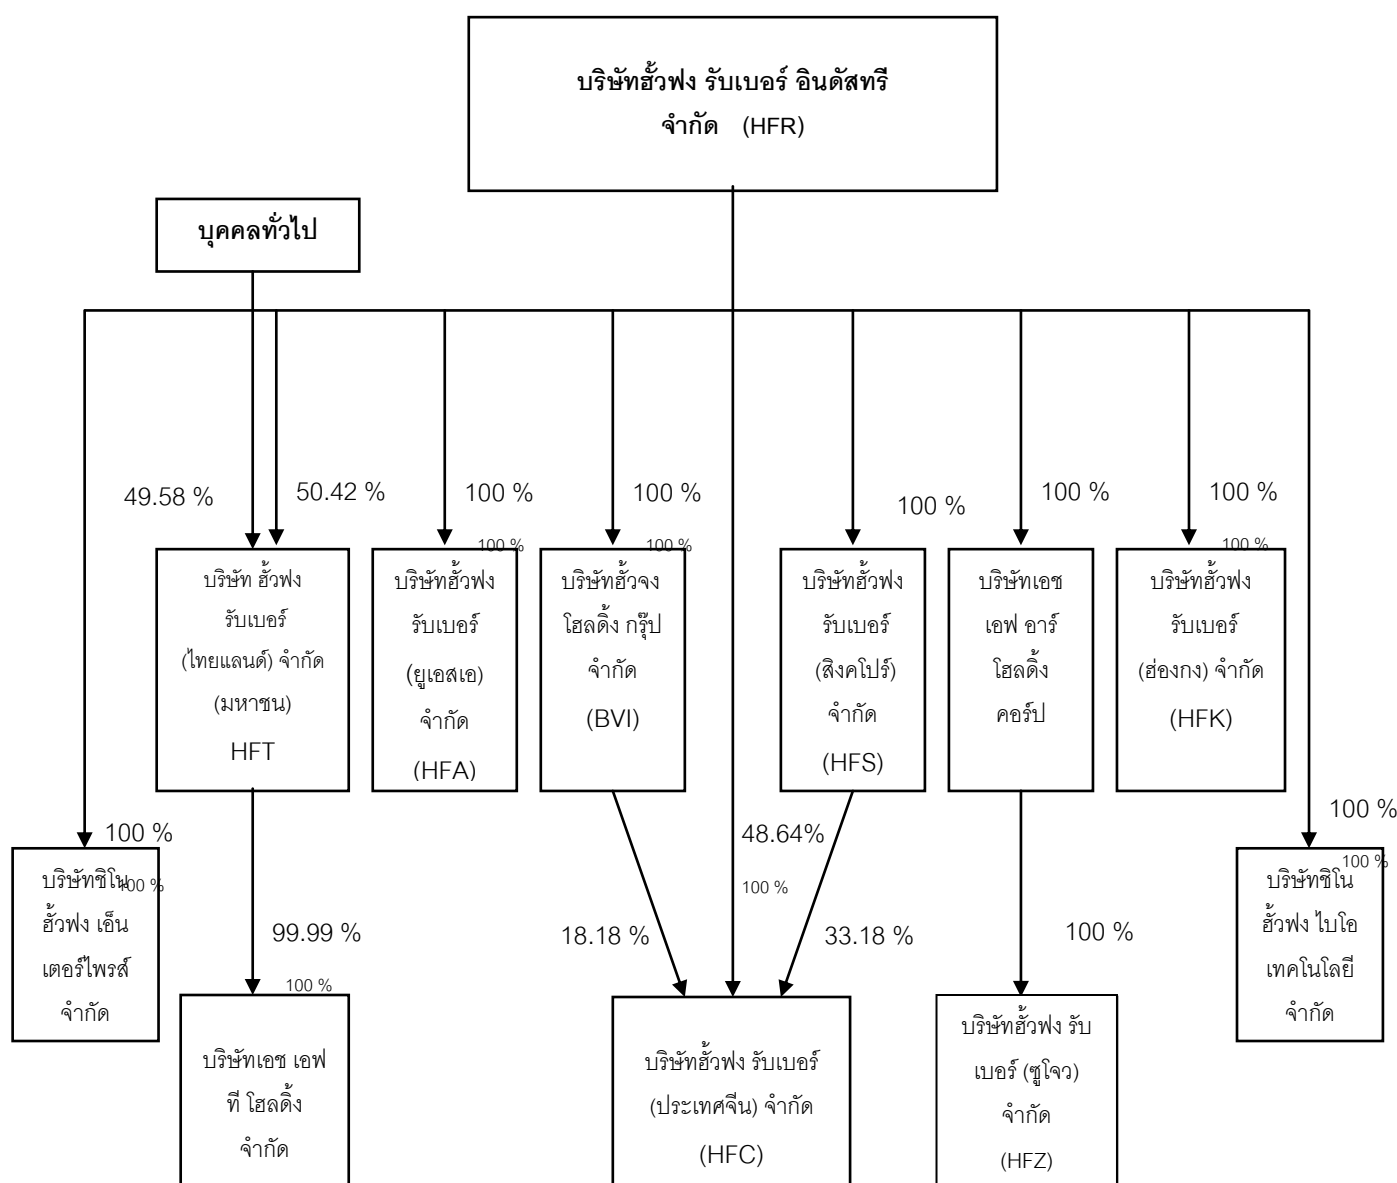 บริษัทฮั้วฟง รับเบอร์ อินดัสทรี
จำกัด (HFR)
บุคคลทั่วไป
49.58 %
50.42 %
100 %
100 %
100 %
100 %
100 %
100 %
100 %
100 %
บริษัท ฮั้วฟง
รับเบอร์
(ไทยแลนด์) จำกัด
(มหาชน)
HFT
บริษัทฮั้วฟง
รับเบอร์
(ยูเอสเอ)
จำกัด
(HFA)
บริษัทฮั้วจง
โฮลดิ้ง กรุ๊ป
จำกัด
(BVI)
บริษัทฮั้วฟง
รับเบอร์
(สิงคโปร์)
จำกัด
(HFS)
บริษัทเอช
เอฟ อาร์
โฮลดิ้ง
คอร์ป
บริษัทฮั้วฟง
รับเบอร์
(ฮ่องกง) จำกัด
(HFK)
100 %
100 %
บริษัทชิโน
ฮั้วฟง เอ็น
เตอร์ไพรส์
จำกัด
99.99 %
100 %
18.18 %
48.64%
100 %
33.18 %
100 %
100 %
100 %
บริษัทชิโน
ฮั้วฟง ไบโอ
เทคโนโลยี
จำกัด
บริษัทเอช เอฟ
ที โฮลดิ้ง
จำกัด
บริษัทฮั้วฟง รับเบอร์
(ประเทศจีน) จำกัด
(HFC)
บริษัทฮั้วฟง รับ
เบอร์ (ซูโจว)
จำกัด
(HFZ)